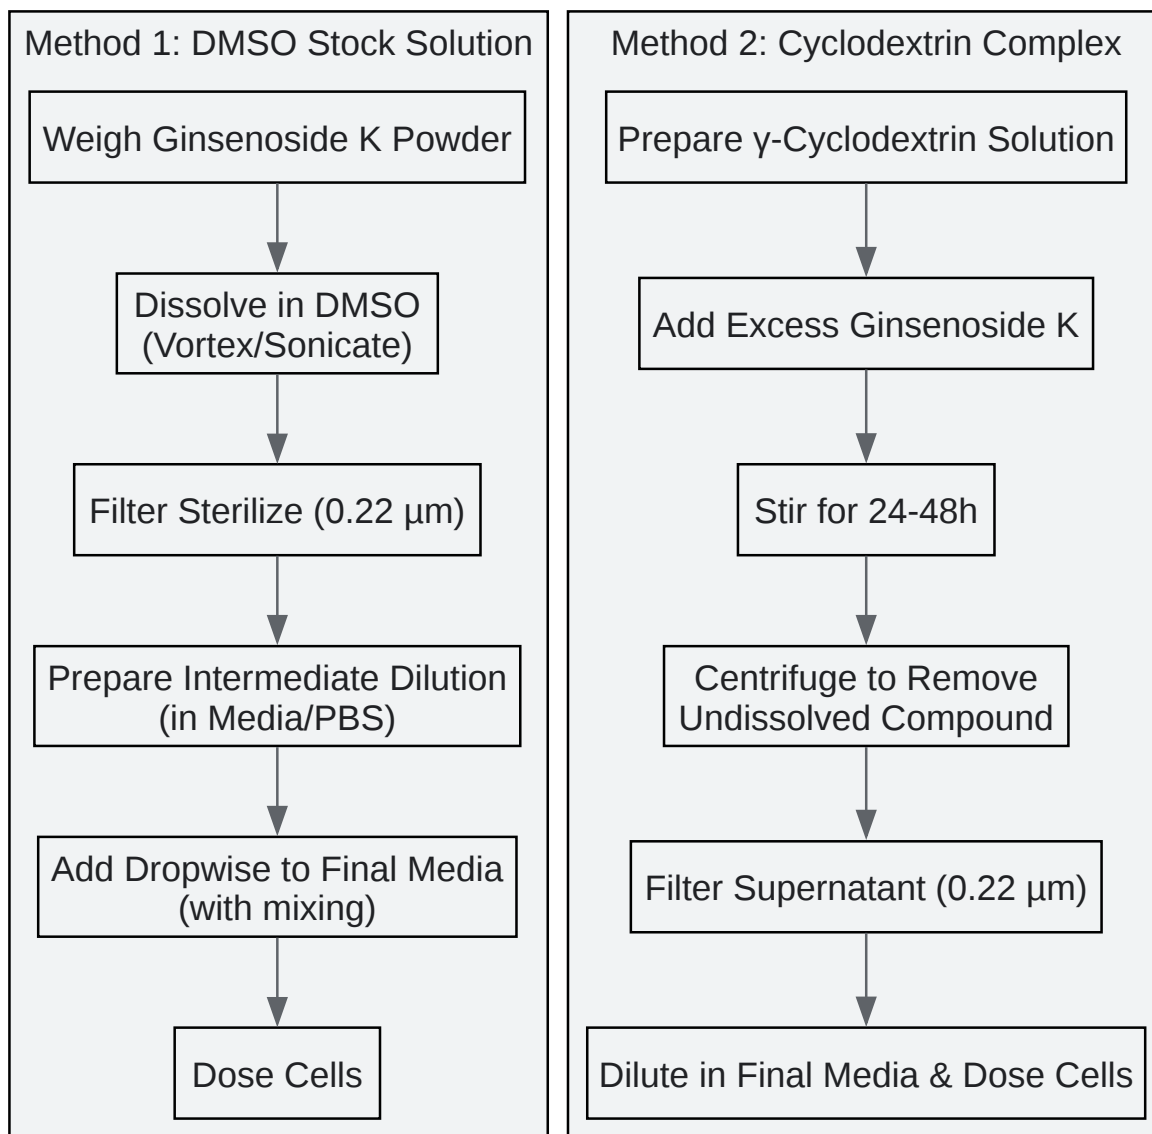 Method 1: DMSO Stock Solution
Weigh Ginsenoside K Powder
Dissolve in DMSO
(Vortex/Sonicate)
Filter Sterilize (0.22 µm)
Prepare Intermediate Dilution
(in Media/PBS)
Add Dropwise to Final Media
(with mixing)
Dose Cells
Method 2: Cyclodextrin Complex
Prepare γ-Cyclodextrin Solution
Add Excess Ginsenoside K
Stir for 24-48h
Centrifuge to Remove
Undissolved Compound
Filter Supernatant (0.22 µm)
Dilute in Final Media & Dose Cells